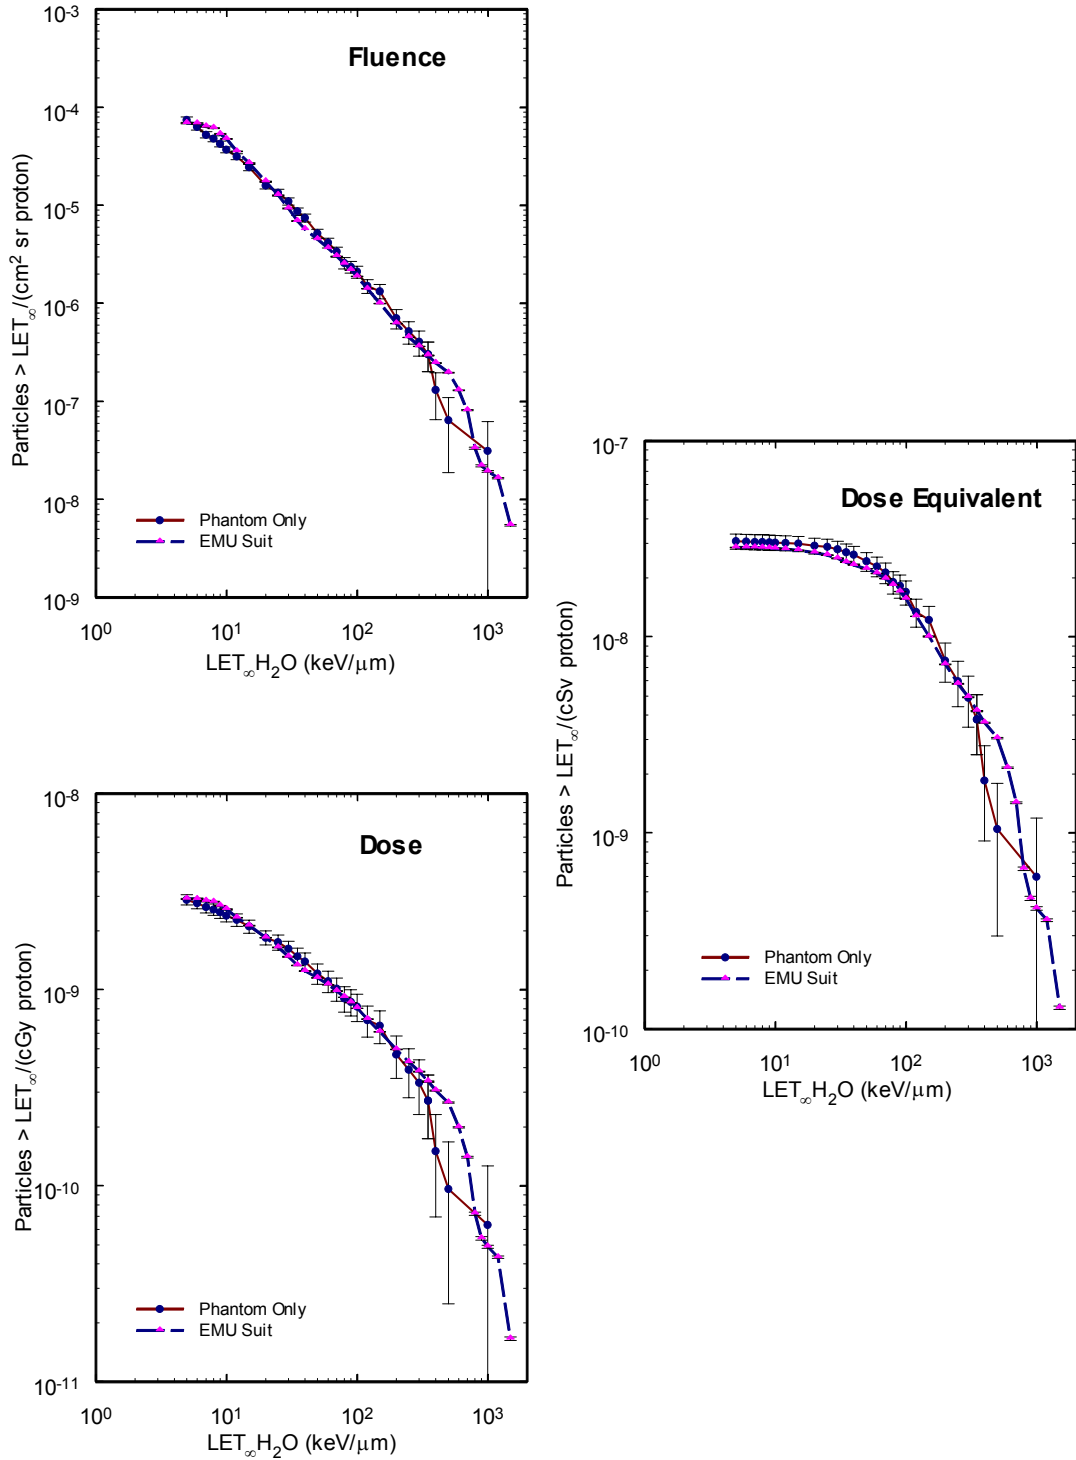 Fluence
10⁻³
10⁻⁴
10⁻⁵
10⁻⁶
10⁻⁷
10⁻⁸
10⁻⁹
Particles > LET∞/(cm² sr proton)
Phantom Only
EMU Suit
10⁰ 10¹ 10² 10³
LET∞H₂O (keV/μm)
Dose Equivalent
10⁻⁷
10⁻⁸
10⁻⁹
10⁻¹⁰
Particles > LET∞/(cSv proton)
Phantom Only
EMU Suit
10⁰ 10¹ 10² 10³
LET∞H₂O (keV/μm)
Dose
10⁻⁸
10⁻⁹
10⁻¹⁰
10⁻¹¹
Particles > LET∞/(cGy proton)
Phantom Only
EMU Suit
10⁰ 10¹ 10² 10³
LET∞H₂O (keV/μm)